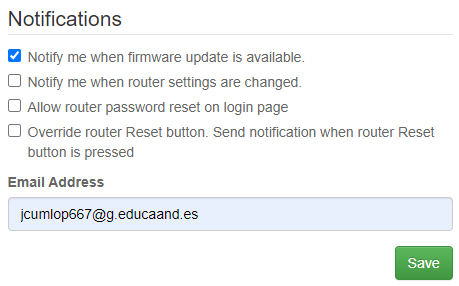 Notifications
Notify me when firmware update is available.
Notify me when router settings are changed.
Allow router password reset on login page
Override router Reset button. Send notification when router Reset
button is pressed
Email Address
jcumlop667@g.educaand.es
Save